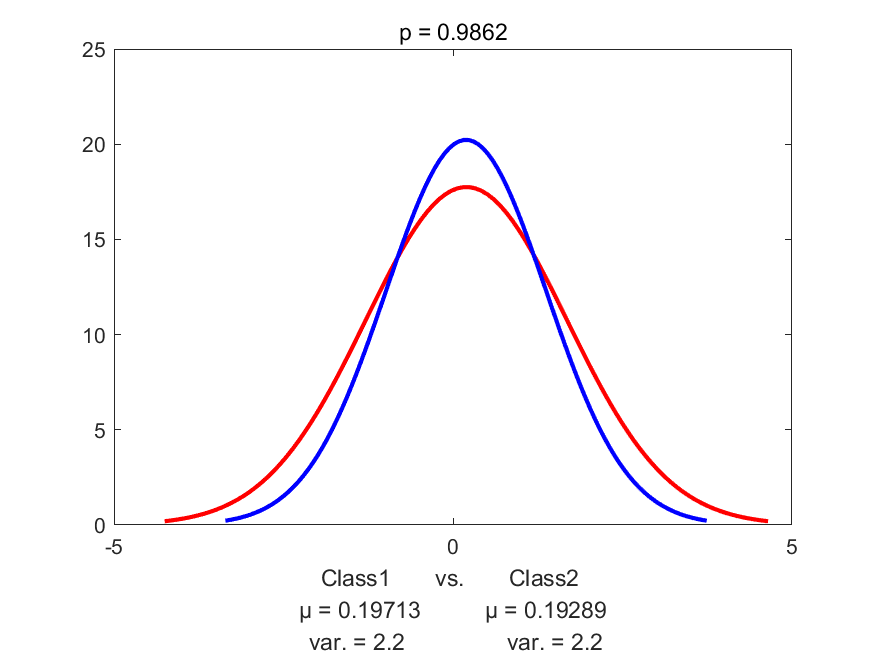 p = 0.9862
25
20
15
10
5
0
-5 0 5
Class1 vs. Class2
μ = 0.19713 μ = 0.19289
var. = 2.2 var. = 2.2